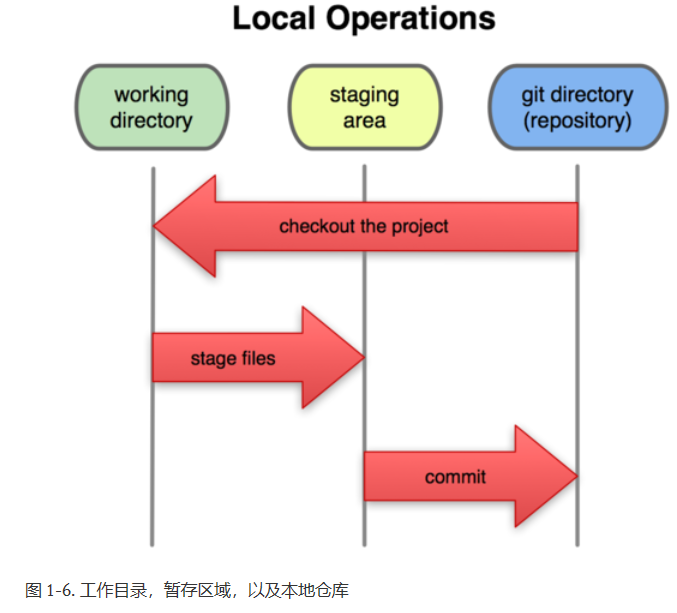 Local Operations
working
directory
staging
area
git directory
(repository)
checkout the project
stage files
commit
图 1-6. 工作目录，暂存区域，以及本地仓库